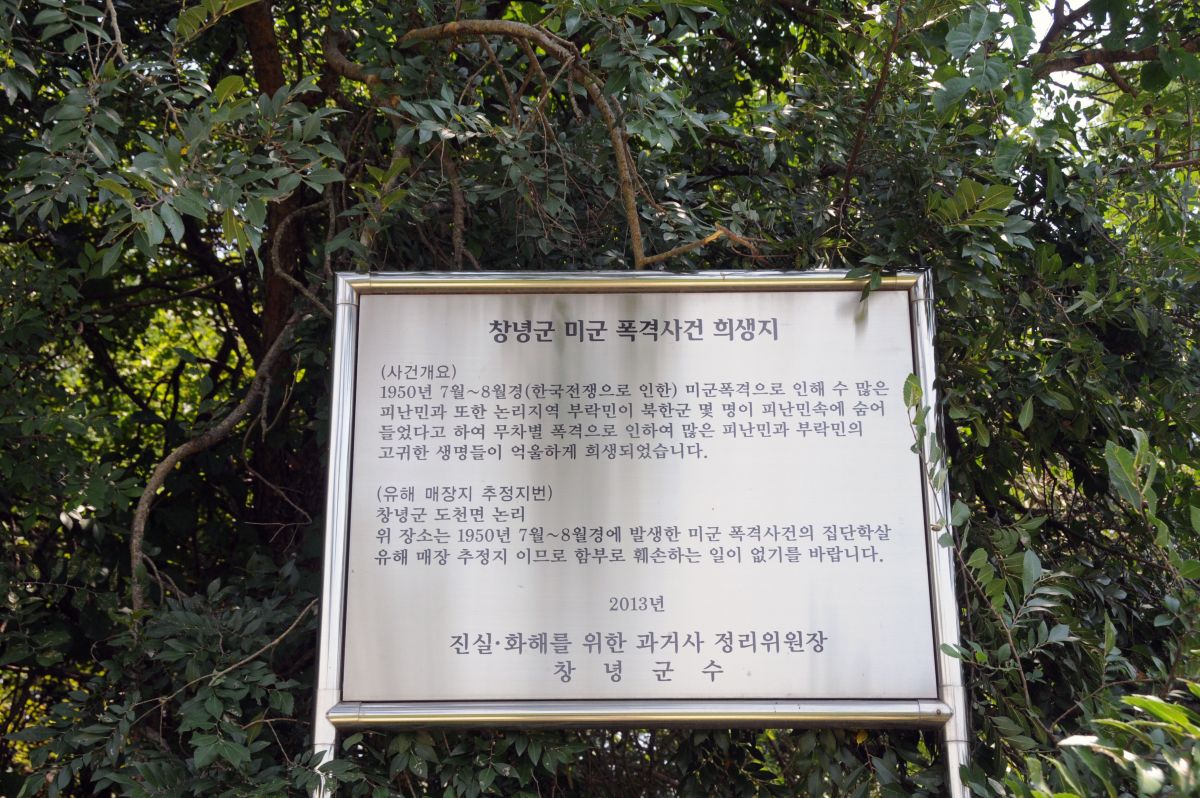 창녕군 미군 폭격사건 희생지
(사건개요)
1950년 7월~8월경(한국전쟁으로 인한) 미군폭격으로 인해 수 많은
피난민과 또한 논리지역 부락민이 북한군 몇 명이 피난민속에 숨어
들었다고 하여 무차별 폭격으로 인하여 많은 피난민과 부락민의
고귀한 생명들이 억울하게 희생되었습니다.
(유해 매장지 추정지번)
창녕군 도천면 논리
위 장소는 1950년 7월~8월경에 발생한 미군 폭격사건의 집단학살
유해 매장 추정지 이므로 함부로 훼손하는 일이 없기를 바랍니다.
2013년
진실·화해를 위한 과거사 정리위원장
창 녕 군 수